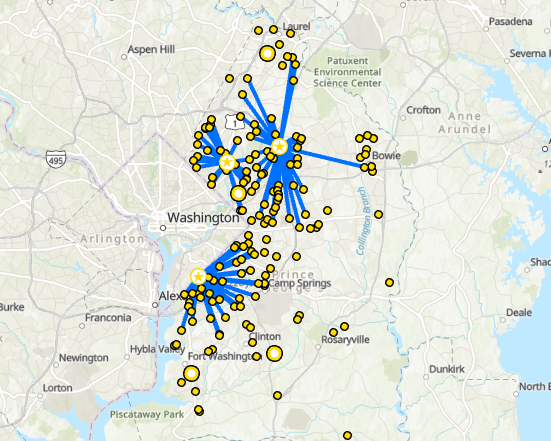 Laurel
Pasadena
Aspen Hill
Severna
Patuxent
Environmental
Science Center
Crofton
Anne
Arundel
1
495
Bowie
Washington
Arlington
Collington Branch
Prince
George's
Camp Springs
Alex
Burke
Franconia
Shad
Deale
Clinton
Hybla Valley
Rosaryville
Newington
Fort Washington
Dunkirk
Lorton
North B
Piscataway Park